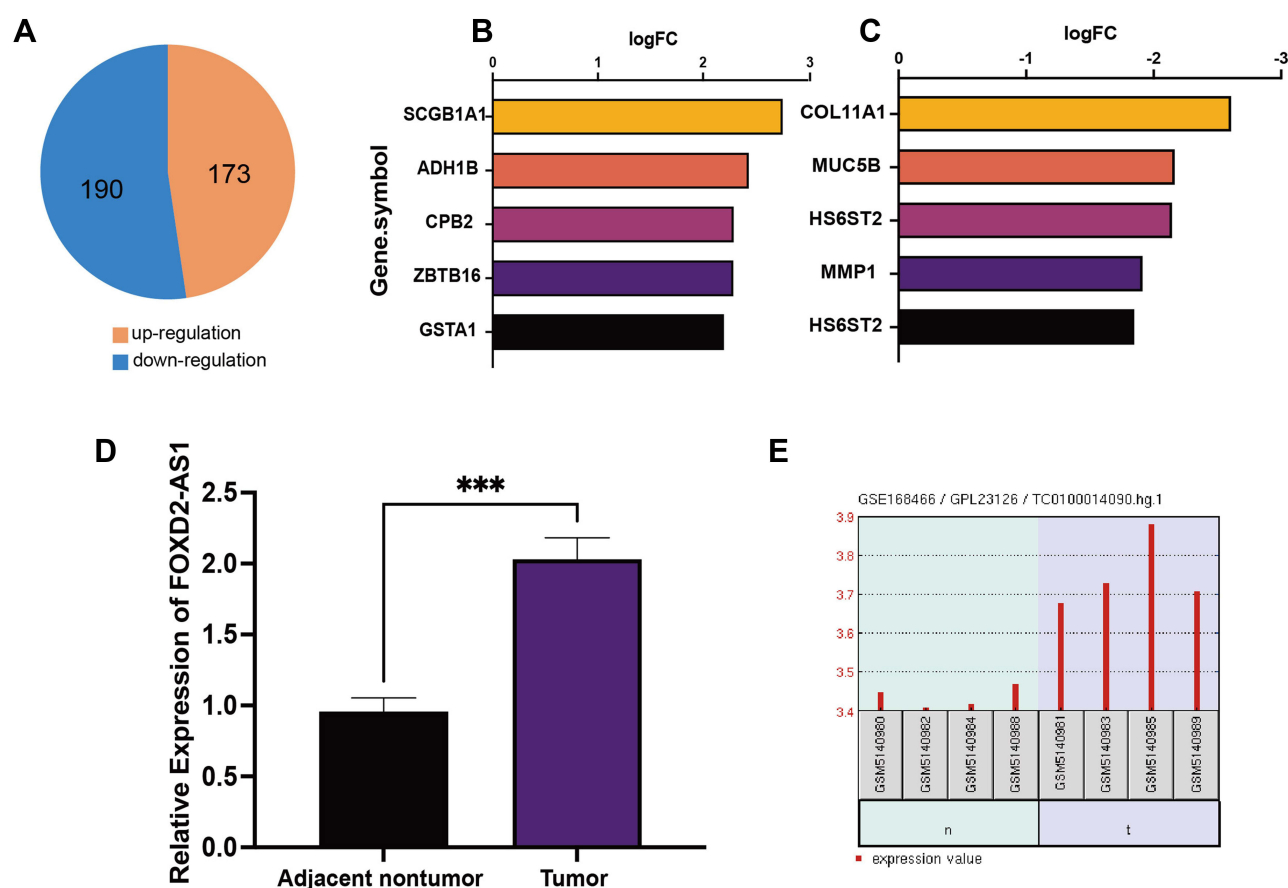 A
190
173
up-regulation
down-regulation
B
logFC
0 1 2 3
Gene.symbol
SCGB1A1
ADH1B
CPB2
ZBTB16
GSTA1
C
logFC
0 -1 -2 -3
COL11A1
MUC5B
HS6ST2
MMP1
HS6ST2
D
Relative Expression of FOXD2-AS1
2.5
2.0
1.5
1.0
0.5
0.0
***
Adjacent nontumor Tumor
E
GSE168466 / GPL23126 / TC0100014090.hg.1
3.9
3.8
3.7
3.6
3.5
3.4
GSM5140980
GSM5140982
GSM5140984
GSM5140988
GSM5140981
GSM5140983
GSM5140985
GSM5140989
n t
expression value